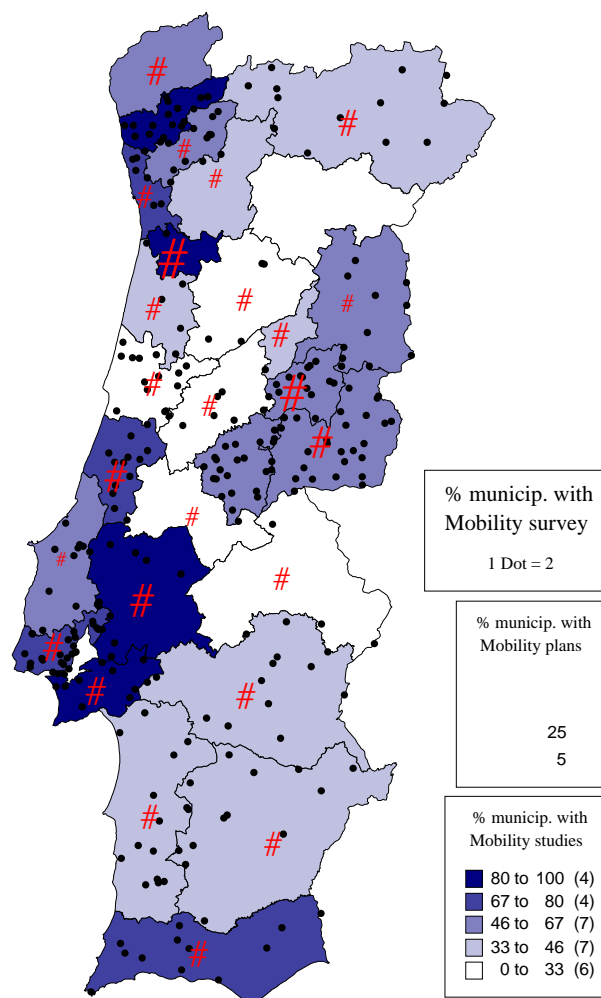 % municip. with
Mobility survey
1 Dot = 2
% municip. with
Mobility plans
25
5
% municip. with
Mobility studies
80 to 100 (4)
67 to 80 (4)
46 to 67 (7)
33 to 46 (7)
0 to 33 (6)